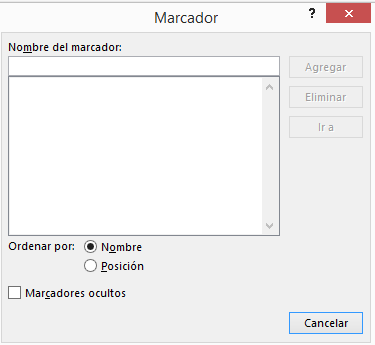 Marcador
?
Nombre del marcador:
Agregar
Eliminar
Ir a
Ordenar por:
Nombre
Posición
Marcadores ocultos
Cancelar